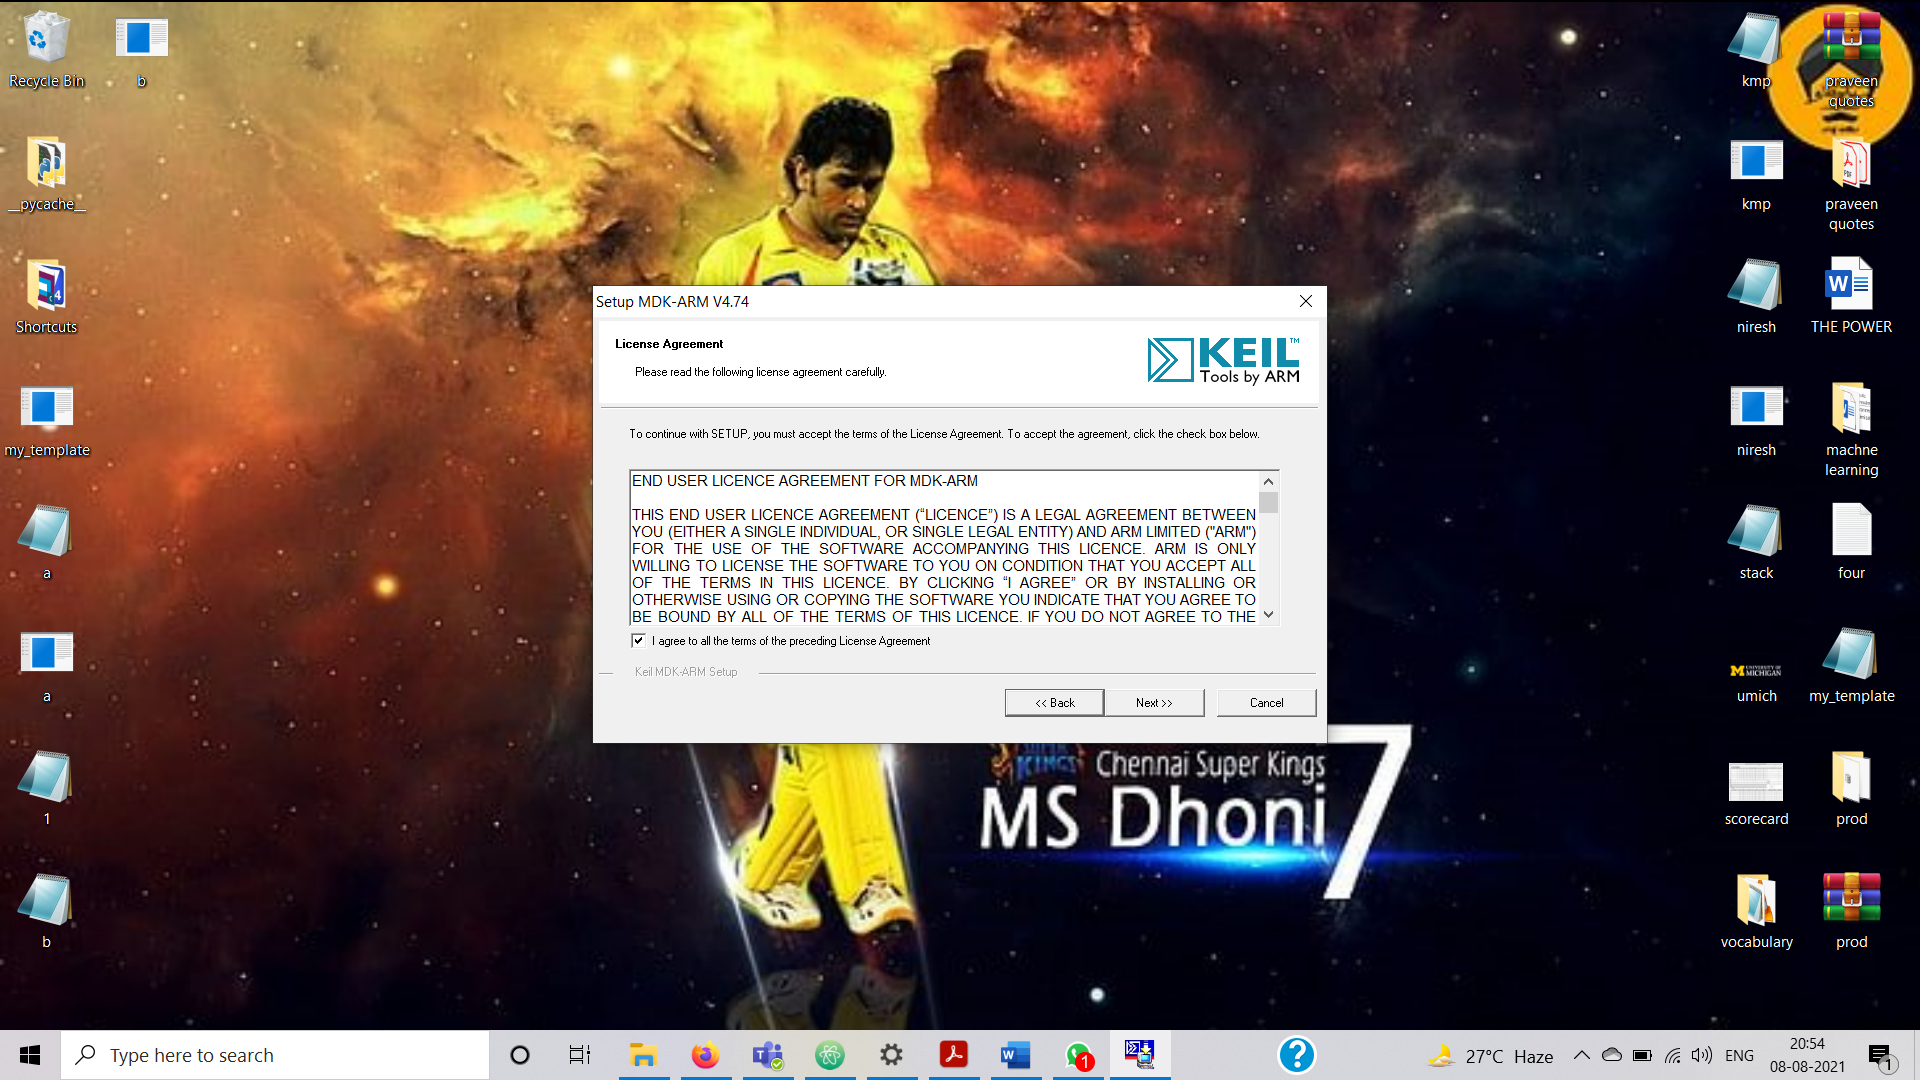 Recycle Bin
b
__pycache__
Shortcuts
my_template
a
a
1
b
kmp
praveen
quotes
kmp
praveen
quotes
niresh
THE POWER
niresh
machne
learning
stack
four
UNIVERSITY OF
MICHIGAN
umich
my_template
scorecard
prod
vocabulary
prod
Setup MDK-ARM V4.74
License Agreement
Please read the following license agreement carefully.
KEIL™
Tools by ARM
To continue with SETUP, you must accept the terms of the License Agreement. To accept the agreement, click the check box below.
END USER LICENCE AGREEMENT FOR MDK-ARM
THIS END USER LICENCE AGREEMENT (“LICENCE”) IS A LEGAL AGREEMENT BETWEEN
YOU (EITHER A SINGLE INDIVIDUAL, OR SINGLE LEGAL ENTITY) AND ARM LIMITED ("ARM")
FOR THE USE OF THE SOFTWARE ACCOMPANYING THIS LICENCE. ARM IS ONLY
WILLING TO LICENSE THE SOFTWARE TO YOU ON CONDITION THAT YOU ACCEPT ALL
OF THE TERMS IN THIS LICENCE. BY CLICKING “I AGREE” OR BY INSTALLING OR
OTHERWISE USING OR COPYING THE SOFTWARE YOU INDICATE THAT YOU AGREE TO
BE BOUND BY ALL OF THE TERMS OF THIS LICENCE. IF YOU DO NOT AGREE TO THE
I agree to all the terms of the preceding License Agreement
Keil MDK-ARM Setup
<< Back
Next >>
Cancel
KINGS
Chennai Super Kings
MS Dhoni 7
Type here to search
1
27°C Haze
ENG
20:54
08-08-2021
1